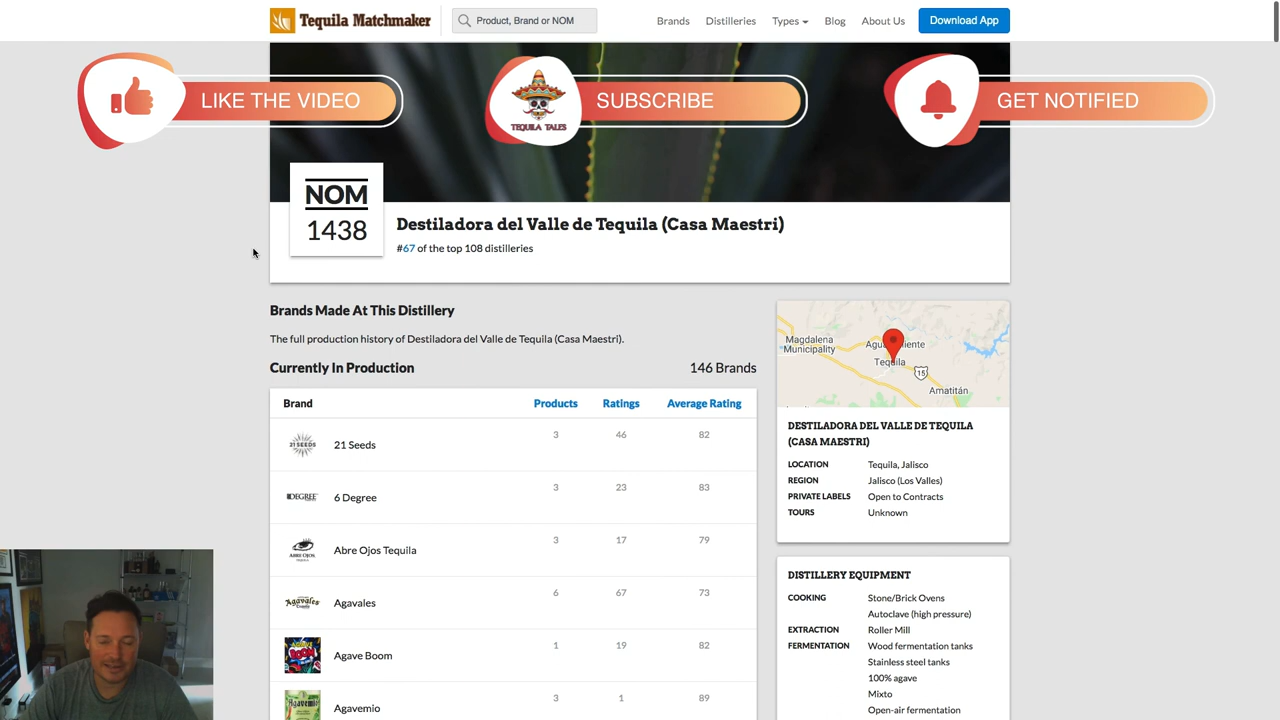 Tequila Matchmaker
Product, Brand or NOM
Brands
Distilleries
Types
Blog
About Us
Download App
LIKE THE VIDEO
TEQUILA TALES
SUBSCRIBE
GET NOTIFIED
NOM
1438
Destiladora del Valle de Tequila (Casa Maestri)
#67 of the top 108 distilleries
Brands Made At This Distillery
The full production history of Destiladora del Valle de Tequila (Casa Maestri).
Currently In Production
146 Brands
Brand Products Ratings Average Rating
21 SEEDS
21 Seeds 3 46 82
6 Degree 3 23 83
ABRE OJOS
Abre Ojos Tequila 3 17 79
Agavales
Agavales 6 67 73
Agave Boom 1 19 82
Agavemio 3 1 89
Magdalena
Municipality
Tequila
15
Amatitán
DESTILADORA DEL VALLE DE TEQUILA
(CASA MAESTRI)
LOCATION Tequila, Jalisco
REGION Jalisco (Los Valles)
PRIVATE LABELS Open to Contracts
TOURS Unknown
DISTILLERY EQUIPMENT
COOKING Stone/Brick Ovens
Autoclave (high pressure)
EXTRACTION Roller Mill
FERMENTATION Wood fermentation tanks
Stainless steel tanks
100% agave
Mixto
Open-air fermentation